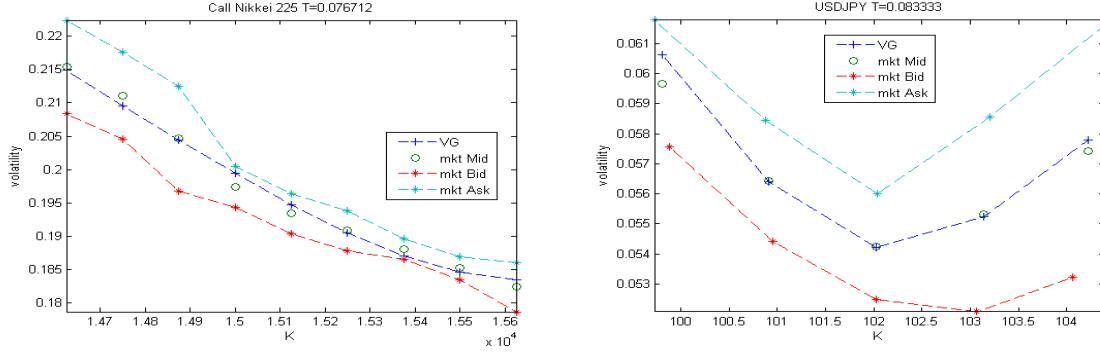 Call Nikkei 225 T=0.076712
0.22
0.215
0.21
0.205
0.2
0.195
0.19
0.185
0.18
volatility
VG
mkt Mid
mkt Bid
mkt Ask
1.47 1.48 1.49 1.5 1.51 1.52 1.53 1.54 1.55 1.56
K
x 10^4
USDJPY T=0.083333
0.061
0.06
0.059
0.058
0.057
0.056
0.055
0.054
0.053
volatility
VG
mkt Mid
mkt Bid
mkt Ask
100 100.5 101 101.5 102 102.5 103 103.5 104
K